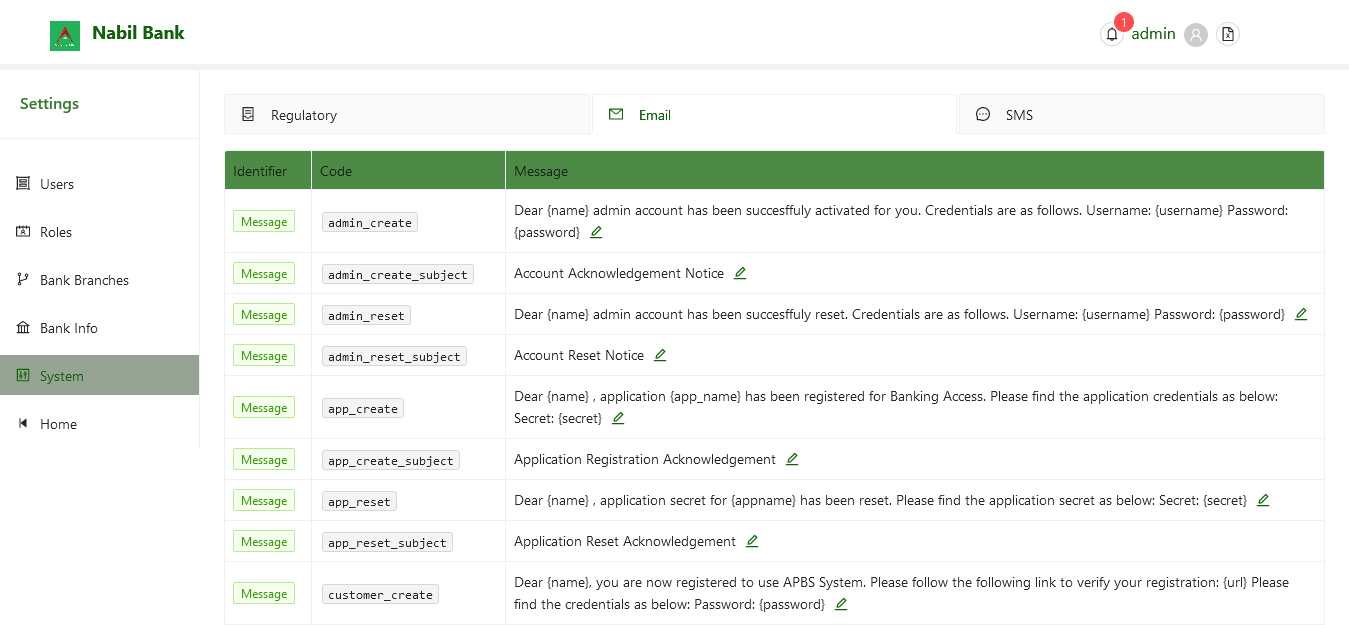 Nabil Bank
1
admin
Settings
Users
Roles
Bank Branches
Bank Info
System
Home
Regulatory
Email
SMS
Identifier Code Message
Message admin_create Dear {name} admin account has been succesffuly activated for you. Credentials are as follows. Username: {username} Password:
{password}
Message admin_create_subject Account Acknowledgement Notice
Message admin_reset Dear {name} admin account has been succesffuly reset. Credentials are as follows. Username: {username} Password: {password}
Message admin_reset_subject Account Reset Notice
Message app_create Dear {name} , application {app_name} has been registered for Banking Access. Please find the application credentials as below:
Secret: {secret}
Message app_create_subject Application Registration Acknowledgement
Message app_reset Dear {name} , application secret for {appname} has been reset. Please find the application secret as below: Secret: {secret}
Message app_reset_subject Application Reset Acknowledgement
Message customer_create Dear {name}, you are now registered to use APBS System. Please follow the following link to verify your registration: {url} Please
find the credentials as below: Password: {password}